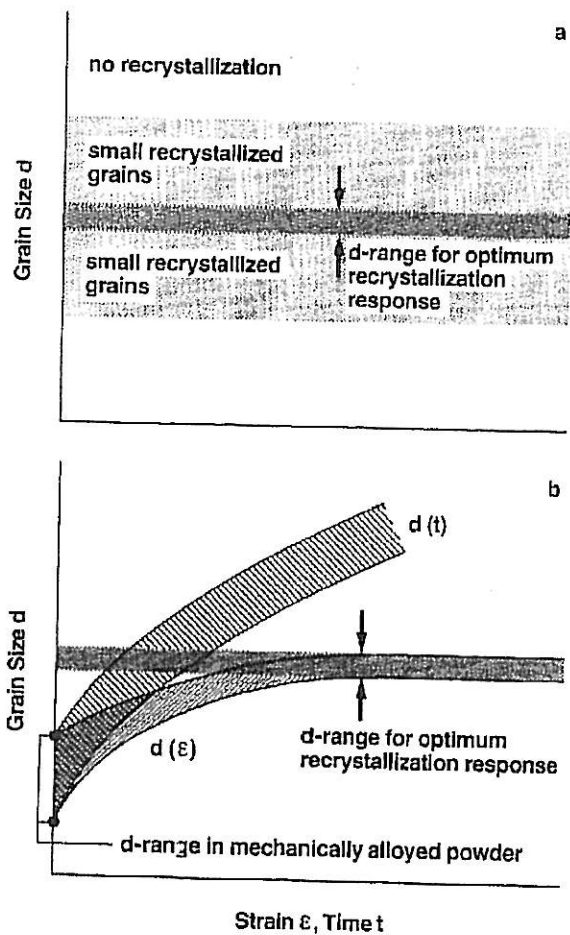 a
no recrystallization
small recrystallized
grains
small recrystallized
grains
d-range for optimum
recrystallization
response
Grain Size d
b
d (t)
d (ε)
d-range for optimum
recrystallization response
d-range in mechanically alloyed powder
Grain Size d
Strain ε, Time t